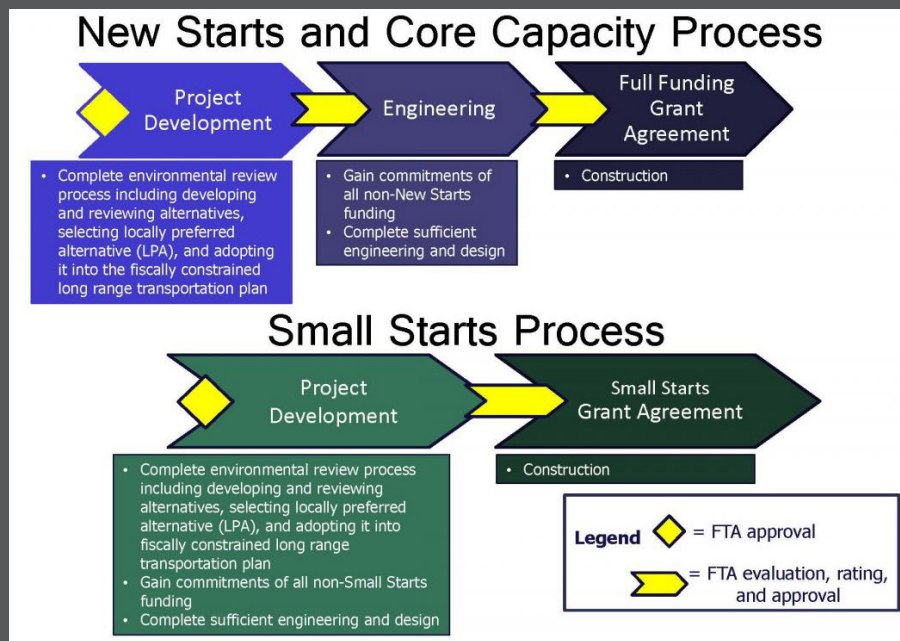 New Starts and Core Capacity Process
Project
Development
Engineering
Full Funding
Grant
Agreement
• Complete environmental review
process including developing
and reviewing alternatives,
selecting locally preferred
alternative (LPA), and adopting
it into the fiscally constrained
long range transportation plan
• Gain commitments of
all non-New Starts
funding
• Complete sufficient
engineering and design
• Construction
Small Starts Process
Project
Development
Small Starts
Grant Agreement
• Complete environmental review process
including developing and reviewing
alternatives, selecting locally preferred
alternative (LPA), and adopting it into
fiscally constrained long range
transportation plan
• Gain commitments of all non-Small Starts
funding
• Complete sufficient engineering and design
• Construction
Legend
= FTA approval
= FTA evaluation, rating,
and approval